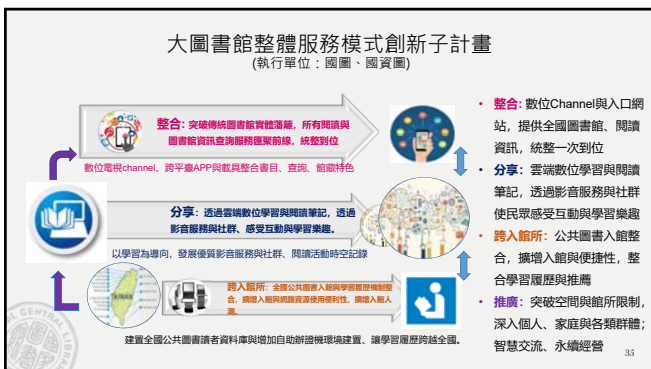 大圖書館整體服務模式創新子計畫
(執行單位：國圖、國資圖)
整合: 突破傳統圖書館實體藩籬，所有閱讀與
圖書館資訊查詢服務匯聚前線，統整到位
數位電視channel、跨平臺APP與載具整合書目、查詢、館藏特色
分享：透過雲端數位學習與閱讀筆記，透過
影音服務與社群、感受互動與學習樂趣。
以學習為導向，發展優質影音服務與社群、閱讀活動時空記錄
TAIWAN
跨入館所：全國公共圖書入館與學習履歷機制整
合，擴增入館與網路資源使用便利性，擴增入館人
潮。
建置全國公共圖書讀者資料庫與增加自助辦證機環境建置、讓學習履歷跨越全國。
• 整合: 數位Channel與入口網
站，提供全國圖書館、閱讀
資訊，統整一次到位
• 分享：雲端數位學習與閱讀
筆記，透過影音服務與社群
使民眾感受互動與學習樂趣
• 跨入館所：公共圖書入館整
合，擴增入館與便捷性，整
合學習履歷與推薦
• 推廣：突破空間與館所限制，
深入個人、家庭與各類群體；
智慧交流、永續經營
35